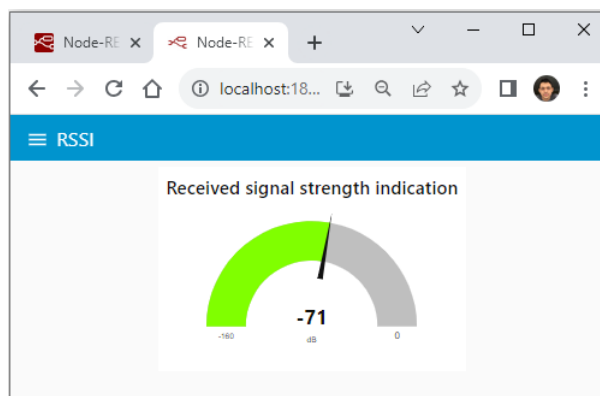 Node-RE Node-RE
localhost:18...
RSSI
Received signal strength indication
-71
-160 dB 0